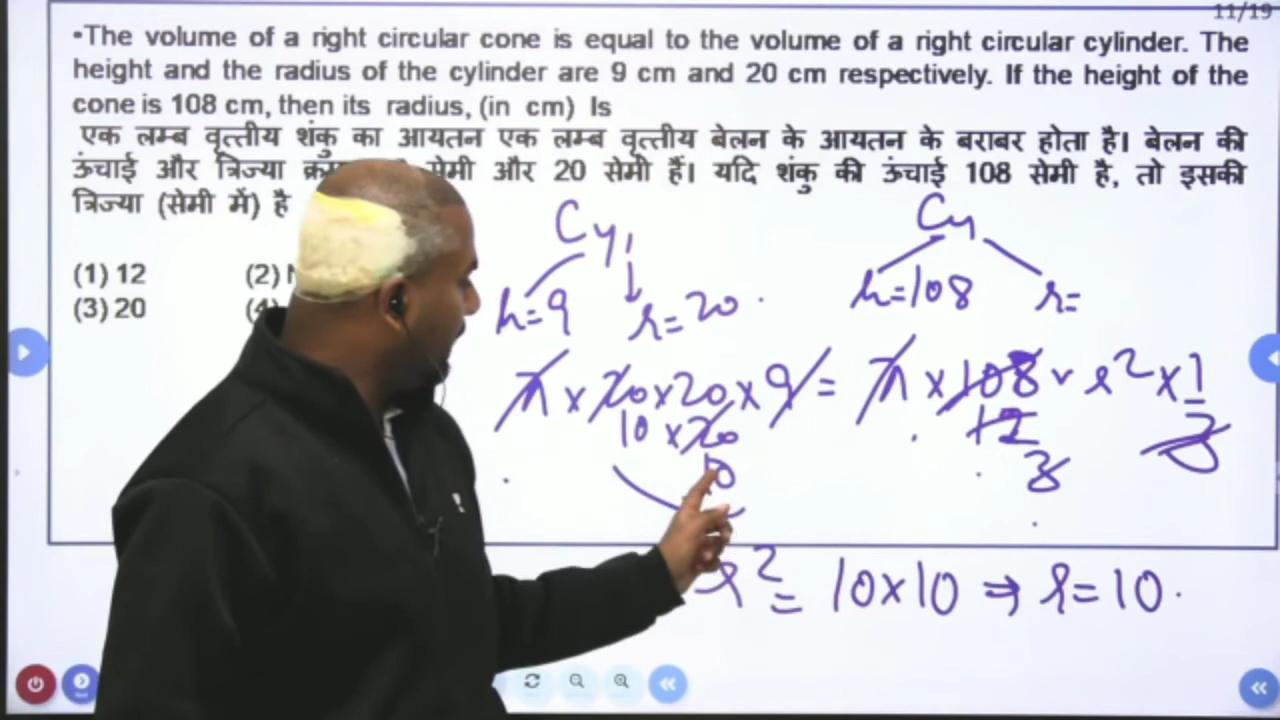 11/19
•The volume of a right circular cone is equal to the volume of a right circular cylinder. The
height and the radius of the cylinder are 9 cm and 20 cm respectively. If the height of the
cone is 108 cm, then its radius, (in cm) Is
एक लम्ब वृत्तीय शंकु का आयतन एक लम्ब वृत्तीय बेलन के आयतन के बराबर होता है। बेलन की
ऊंचाई और त्रिज्या सेमी और 20 सेमी हैं। यदि शंकु की ऊंचाई 108 सेमी है, तो इसकी
त्रिज्या (सेमी में) है
(1) 12 (2)
(3) 20 (4)
Cy Cy
h=9 r=20 h=108 r=
π×20×20×9 = π×108×r²×1
10×20 12 3
10 3
r² = 10×10 ⇒ r=10.